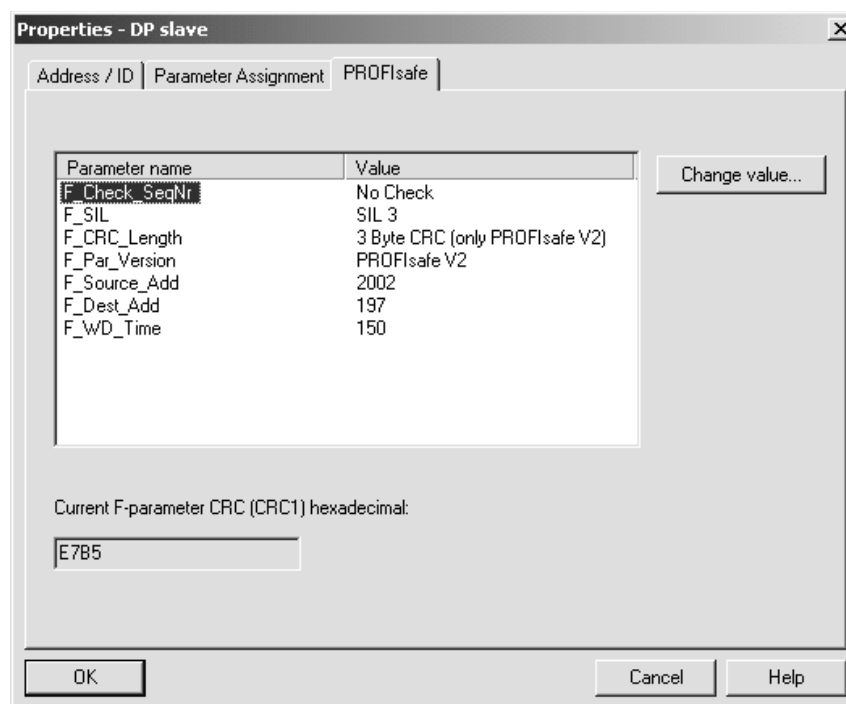 Properties - DP slave
Address / ID Parameter Assignment PROFIsafe
Parameter name Value
Change value...
F_Check_SeqNr No Check
F_SIL SIL 3
F_CRC_Length 3 Byte CRC (only PROFIsafe V2)
F_Par_Version PROFIsafe V2
F_Source_Add 2002
F_Dest_Add 197
F_WD_Time 150
Current F-parameter CRC (CRC1) hexadecimal:
E7B5
OK Cancel Help